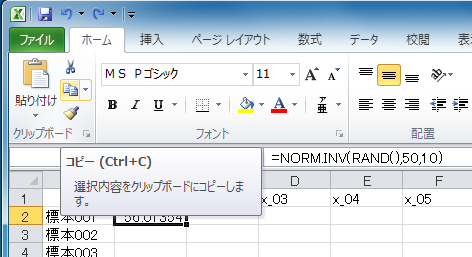 ファイル ホーム 挿入 ページ レイアウト 数式 データ 校閲
貼り付け
ＭＳ Ｐゴシック 11 A A
B I U A ア亜
クリップボード フォント 配置
コピー (Ctrl+C)
選択内容をクリップボードにコピーしま
す。
=NORM.INV(RAND(),50,10)
D E F
1 x_03 x_04 x_05
2 標本001 56.01354
3 標本002
4 標本003